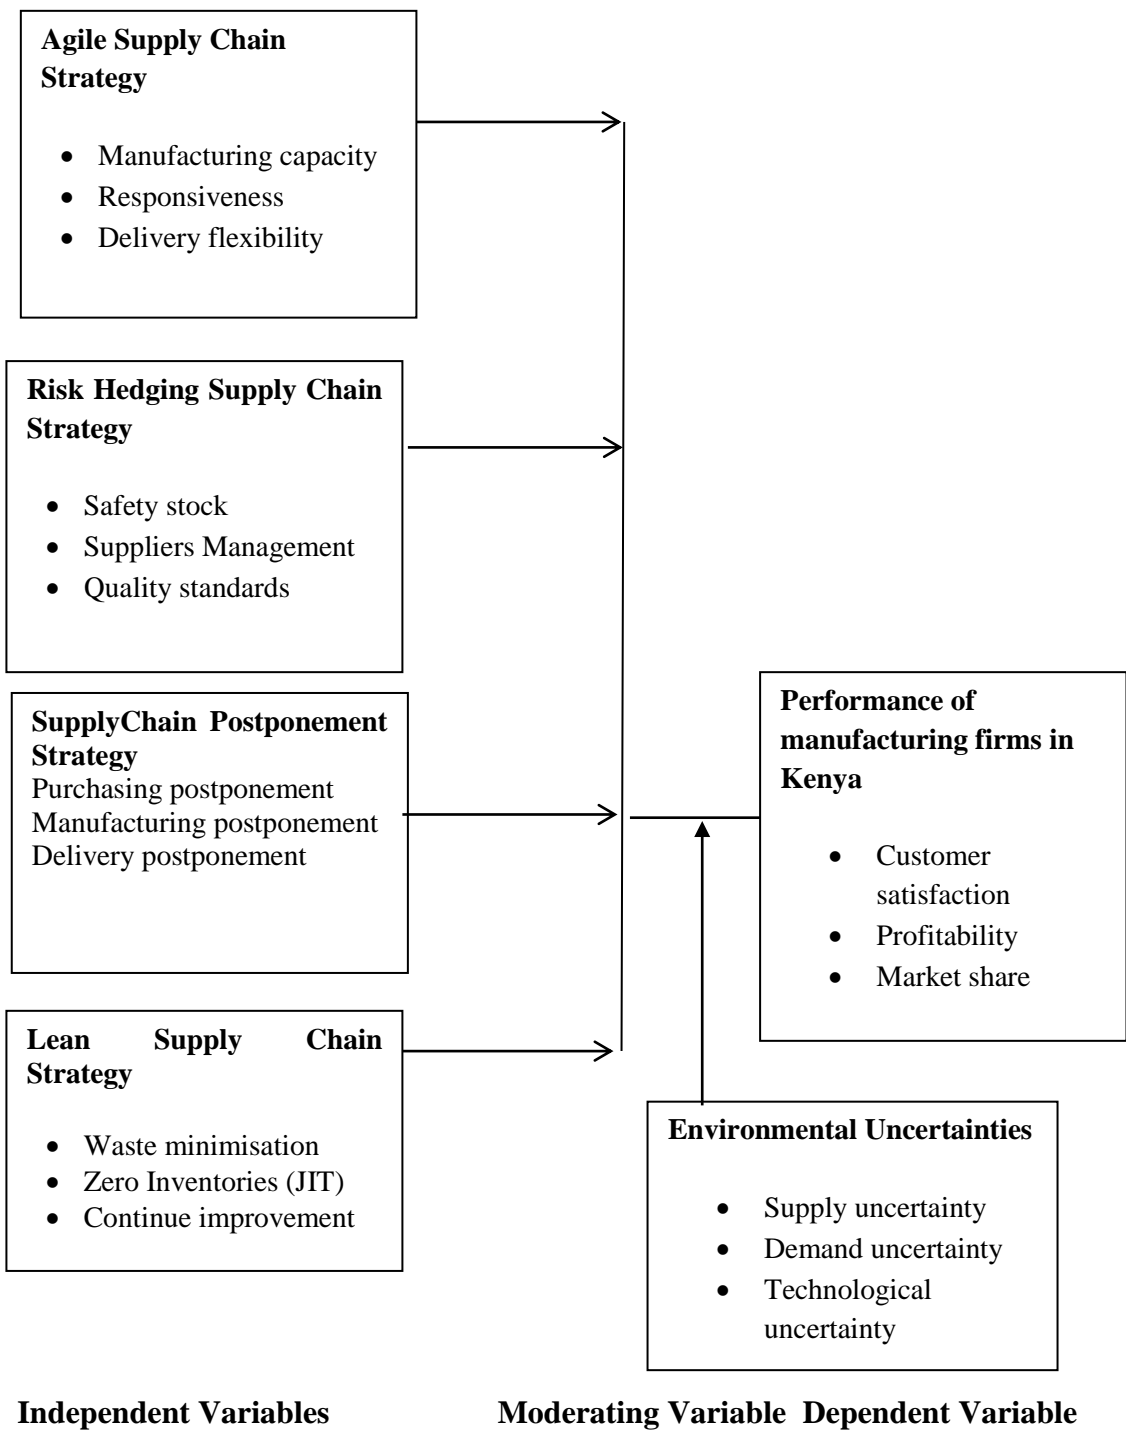 Agile Supply Chain
Strategy
• Manufacturing capacity
• Responsiveness
• Delivery flexibility
Risk Hedging Supply Chain
Strategy
• Safety stock
• Suppliers Management
• Quality standards
SupplyChain Postponement
Strategy
Purchasing postponement
Manufacturing postponement
Delivery postponement
Lean Supply Chain
Strategy
• Waste minimisation
• Zero Inventories (JIT)
• Continue improvement
Performance of
manufacturing firms in
Kenya
• Customer
satisfaction
• Profitability
• Market share
Environmental Uncertainties
• Supply uncertainty
• Demand uncertainty
• Technological
uncertainty
Independent Variables Moderating Variable Dependent Variable